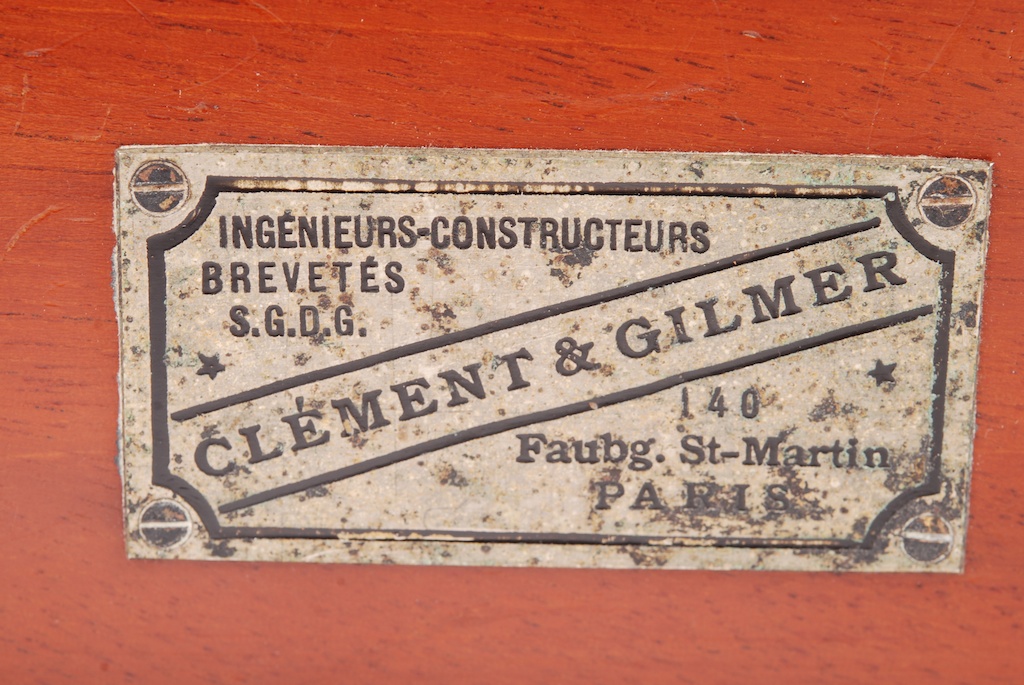 INGÉNIEURS-CONSTRUCTEURS
BREVETÉS
S.G.D.G.
CLÉMENT & GILMER
140
Faubg. St-Martin
PARIS